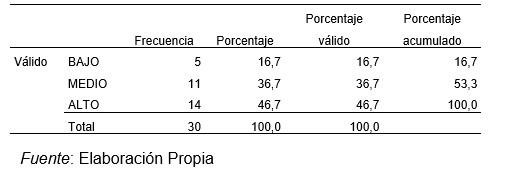 Frecuencia Porcentaje Porcentaje válido Porcentaje acumulado
Válido BAJO 5 16,7 16,7 16,7
MEDIO 11 36,7 36,7 53,3
ALTO 14 46,7 46,7 100,0
Total 30 100,0 100,0
Fuente: Elaboración Propia